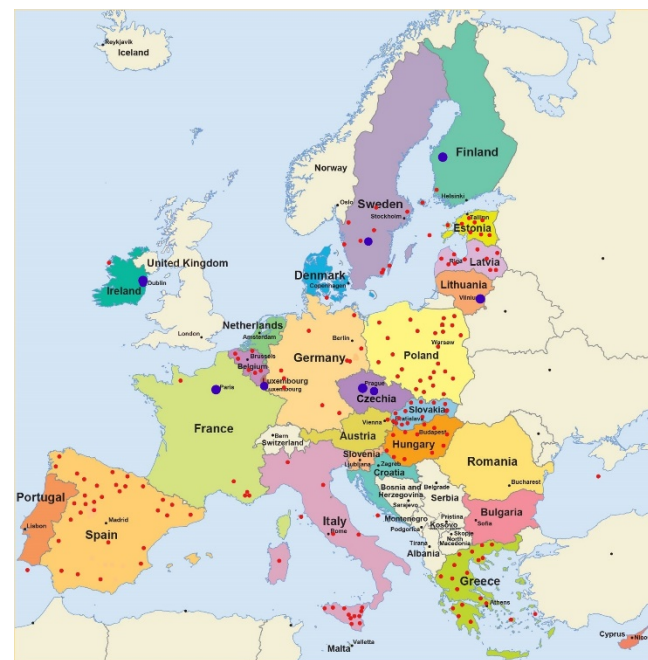 Reykjavik
Iceland
Finland
Norway
Helsinki
Oslo
Sweden
Stockholm
Tallinn
Estonia
United Kingdom
Riga
Latvia
Dublin
Ireland
Denmark
Copenhagen
Lithuania
Vilnius
Netherlands
Amsterdam
London
Berlin
Warsaw
Germany
Poland
Brussels
Belgium
Luxembourg
Luxembourg
Prague
Czechia
Paris
Slovakia
Bratislava
Vienna
France
Bern
Switzerland
Austria
Budapest
Hungary
Slovenia
Ljubljana
Zagreb
Croatia
Romania
Bucharest
Bosnia and
Herzegovina
Belgrade
Sarajevo
Serbia
Portugal
Lisbon
Madrid
Spain
Italy
Rome
Montenegro
Podgorica
Pristina
Kosovo
Sofia
Bulgaria
Skopje
North
Macedonia
Tirana
Albania
Greece
Athens
Valletta
Malta
Cyprus